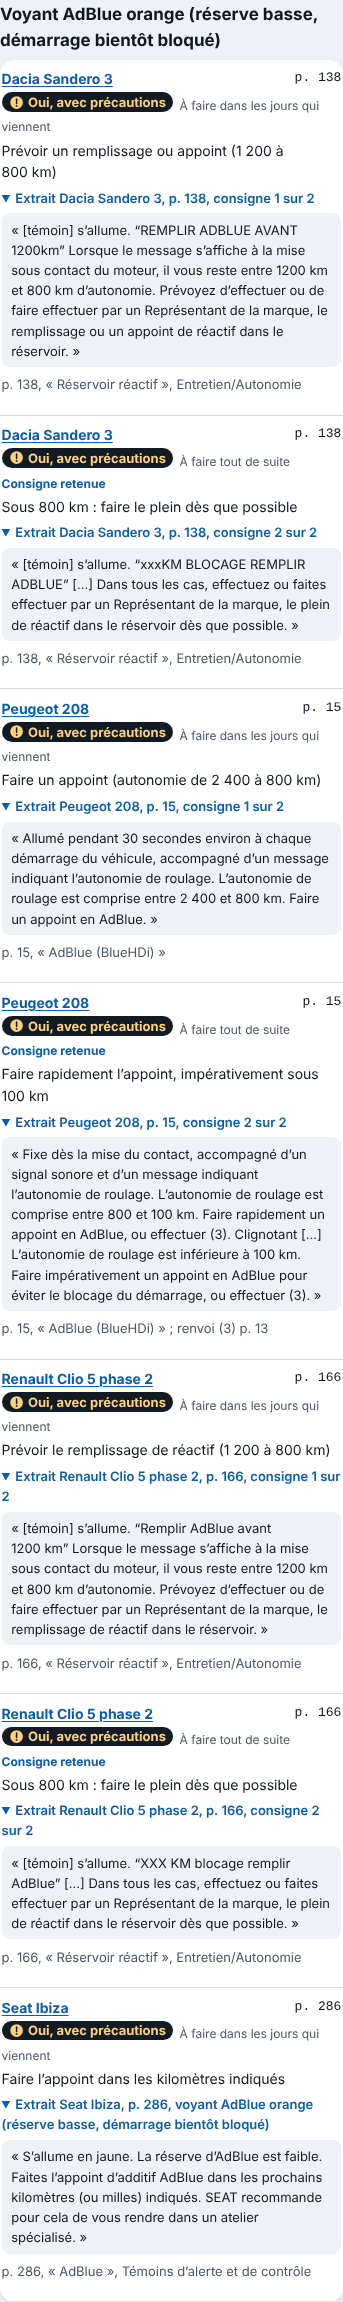 Voyant AdBlue orange (réserve basse,
démarrage bientôt bloqué)
Dacia Sandero 3 p. 138
Oui, avec précautions À faire dans les jours qui
viennent
Prévoir un remplissage ou appoint (1 200 à
800 km)
▼ Extrait Dacia Sandero 3, p. 138, consigne 1 sur 2
« [témoin] s’allume. “REMPLIR ADBLUE AVANT
1200km” Lorsque le message s’affiche à la mise
sous contact du moteur, il vous reste entre 1200 km
et 800 km d’autonomie. Prévoyez d’effectuer ou de
faire effectuer par un Représentant de la marque, le
remplissage ou un appoint de réactif dans le
réservoir. »
p. 138, « Réservoir réactif », Entretien/Autonomie
Dacia Sandero 3 p. 138
Oui, avec précautions À faire tout de suite
Consigne retenue
Sous 800 km : faire le plein dès que possible
▼ Extrait Dacia Sandero 3, p. 138, consigne 2 sur 2
« [témoin] s’allume. “xxxKM BLOCAGE REMPLIR
ADBLUE” [...] Dans tous les cas, effectuez ou faites
effectuer par un Représentant de la marque, le plein
de réactif dans le réservoir dès que possible. »
p. 138, « Réservoir réactif », Entretien/Autonomie
Peugeot 208 p. 15
Oui, avec précautions À faire dans les jours qui
viennent
Faire un appoint (autonomie de 2 400 à 800 km)
▼ Extrait Peugeot 208, p. 15, consigne 1 sur 2
« Allumé pendant 30 secondes environ à chaque
démarrage du véhicule, accompagné d’un message
indiquant l’autonomie de roulage. L’autonomie de
roulage est comprise entre 2 400 et 800 km. Faire
un appoint en AdBlue. »
p. 15, « AdBlue (BlueHDi) »
Peugeot 208 p. 15
Oui, avec précautions À faire tout de suite
Consigne retenue
Faire rapidement l’appoint, impérativement sous
100 km
▼ Extrait Peugeot 208, p. 15, consigne 2 sur 2
« Fixe dès la mise du contact, accompagné d’un
signal sonore et d’un message indiquant
l’autonomie de roulage. L’autonomie de roulage est
comprise entre 800 et 100 km. Faire rapidement un
appoint en AdBlue, ou effectuer (3). Clignotant [...]
L’autonomie de roulage est inférieure à 100 km.
Faire impérativement un appoint en AdBlue pour
éviter le blocage du démarrage, ou effectuer (3). »
p. 15, « AdBlue (BlueHDi) » ; renvoi (3) p. 13
Renault Clio 5 phase 2 p. 166
Oui, avec précautions À faire dans les jours qui
viennent
Prévoir le remplissage de réactif (1 200 à 800 km)
▼ Extrait Renault Clio 5 phase 2, p. 166, consigne 1 sur
2
« [témoin] s’allume. “Remplir AdBlue avant
1200 km” Lorsque le message s’affiche à la mise
sous contact du moteur, il vous reste entre 1200 km
et 800 km d’autonomie. Prévoyez d’effectuer ou de
faire effectuer par un Représentant de la marque, le
remplissage de réactif dans le réservoir. »
p. 166, « Réservoir réactif », Entretien/Autonomie
Renault Clio 5 phase 2 p. 166
Oui, avec précautions À faire tout de suite
Consigne retenue
Sous 800 km : faire le plein dès que possible
▼ Extrait Renault Clio 5 phase 2, p. 166, consigne 2
sur 2
« [témoin] s’allume. “XXX KM blocage remplir
AdBlue” [...] Dans tous les cas, effectuez ou faites
effectuer par un Représentant de la marque, le plein
de réactif dans le réservoir dès que possible. »
p. 166, « Réservoir réactif », Entretien/Autonomie
Seat Ibiza p. 286
Oui, avec précautions À faire dans les jours qui
viennent
Faire l’appoint dans les kilomètres indiqués
▼ Extrait Seat Ibiza, p. 286, voyant AdBlue orange
(réserve basse, démarrage bientôt bloqué)
« S’allume en jaune. La réserve d’AdBlue est faible.
Faites l’appoint d’additif AdBlue dans les prochains
kilomètres (ou milles) indiqués. SEAT recommande
pour cela de vous rendre dans un atelier
spécialisé. »
p. 286, « AdBlue », Témoins d’alerte et de contrôle